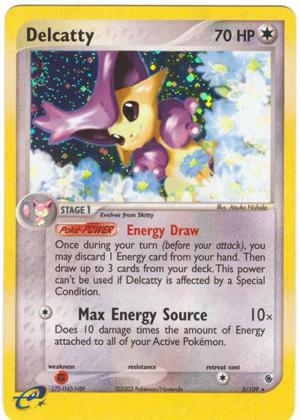 Delcatty 70 HP
Illus. Atsuko Nishida
STAGE 1
Evolves from Skitty
Poké-POWER Energy Draw
Once during your turn (before your attack), you
may discard 1 Energy card from your hand. Then
draw up to 3 cards from your deck. This power
can't be used if Delcatty is affected by a Special
Condition.
Max Energy Source 10×
Does 10 damage times the amount of Energy
attached to all of your Active Pokémon.
weakness resistance retreat cost
©2003 Pokémon/Nintendo
5/109 ★
e